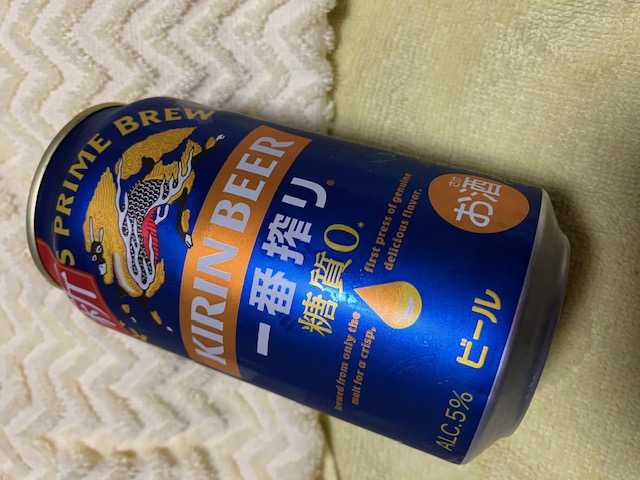 S PRIME BREW
KIRIN BEER
一番搾り®
糖質0*
brewed from only the first press of genuine
malt for a crisp, delicious flavor.
お酒
ビール
ALC.5%